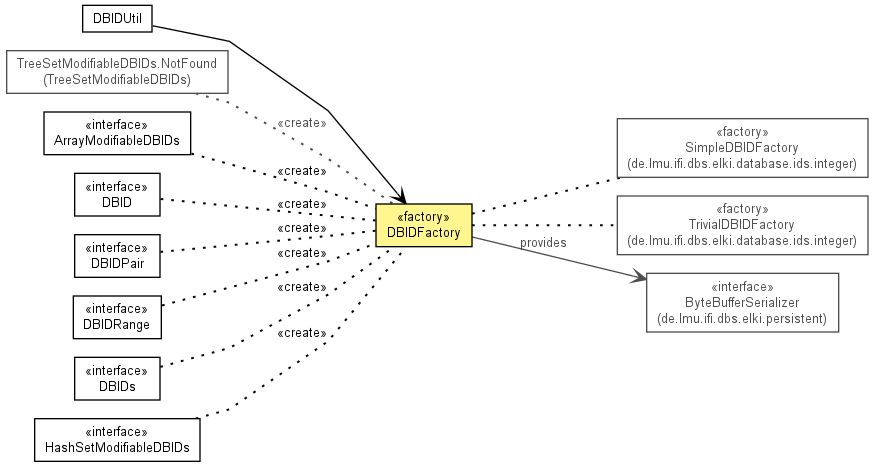 DBIDUtil
TreeSetModifiableDBIDs.NotFound
(TreeSetModifiableDBIDs)
«interface»
ArrayModifiableDBIDs
«interface»
DBID
«interface»
DBIDPair
«interface»
DBIDRange
«interface»
DBIDs
«interface»
HashSetModifiableDBIDs
«create»
«create»
«create»
«create»
«create»
«create»
«create»
«factory»
DBIDFactory
provides
«factory»
SimpleDBIDFactory
(de.lmu.ifi.dbs.elki.database.ids.integer)
«factory»
TrivialDBIDFactory
(de.lmu.ifi.dbs.elki.database.ids.integer)
«interface»
ByteBufferSerializer
(de.lmu.ifi.dbs.elki.persistent)